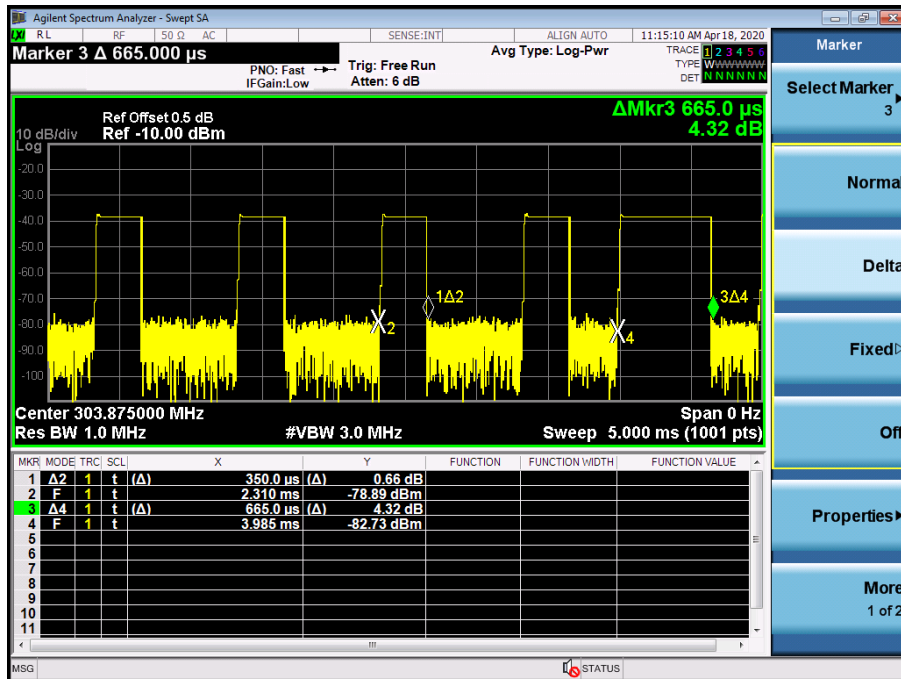 Agilent Spectrum Analyzer - Swept SA
LXI RL RF 50 Ω AC SENSE:INT ALIGN AUTO 11:15:10 AM Apr 18, 2020
Marker 3 Δ 665.000 µs
PNO: Fast
IFGain:Low
Trig: Free Run
Atten: 6 dB
Avg Type: Log-Pwr
TRACE 1 2 3 4 5 6
TYPE WWWWWW
DET N N N N N N
ΔMkr3 665.0 µs
4.32 dB
Ref Offset 0.5 dB
10 dB/div Ref -10.00 dBm
Log
-20.0
-30.0
-40.0
-50.0
-60.0
-70.0
-80.0
-90.0
-100
1Δ2
2
3Δ4
4
Center 303.875000 MHz Span 0 Hz
Res BW 1.0 MHz #VBW 3.0 MHz Sweep 5.000 ms (1001 pts)
MKR MODE TRC SCL X Y FUNCTION FUNCTION WIDTH FUNCTION VALUE
1 Δ2 1 t (Δ) 350.0 µs (Δ) 0.66 dB
2 F 1 t 2.310 ms -78.89 dBm
3 Δ4 1 t (Δ) 665.0 µs (Δ) 4.32 dB
4 F 1 t 3.985 ms -82.73 dBm
5
6
7
8
9
10
11
MSG STATUS
Marker
Select Marker
3
Norma
Delta
Fixed
Off
Properties
More
1 of 2